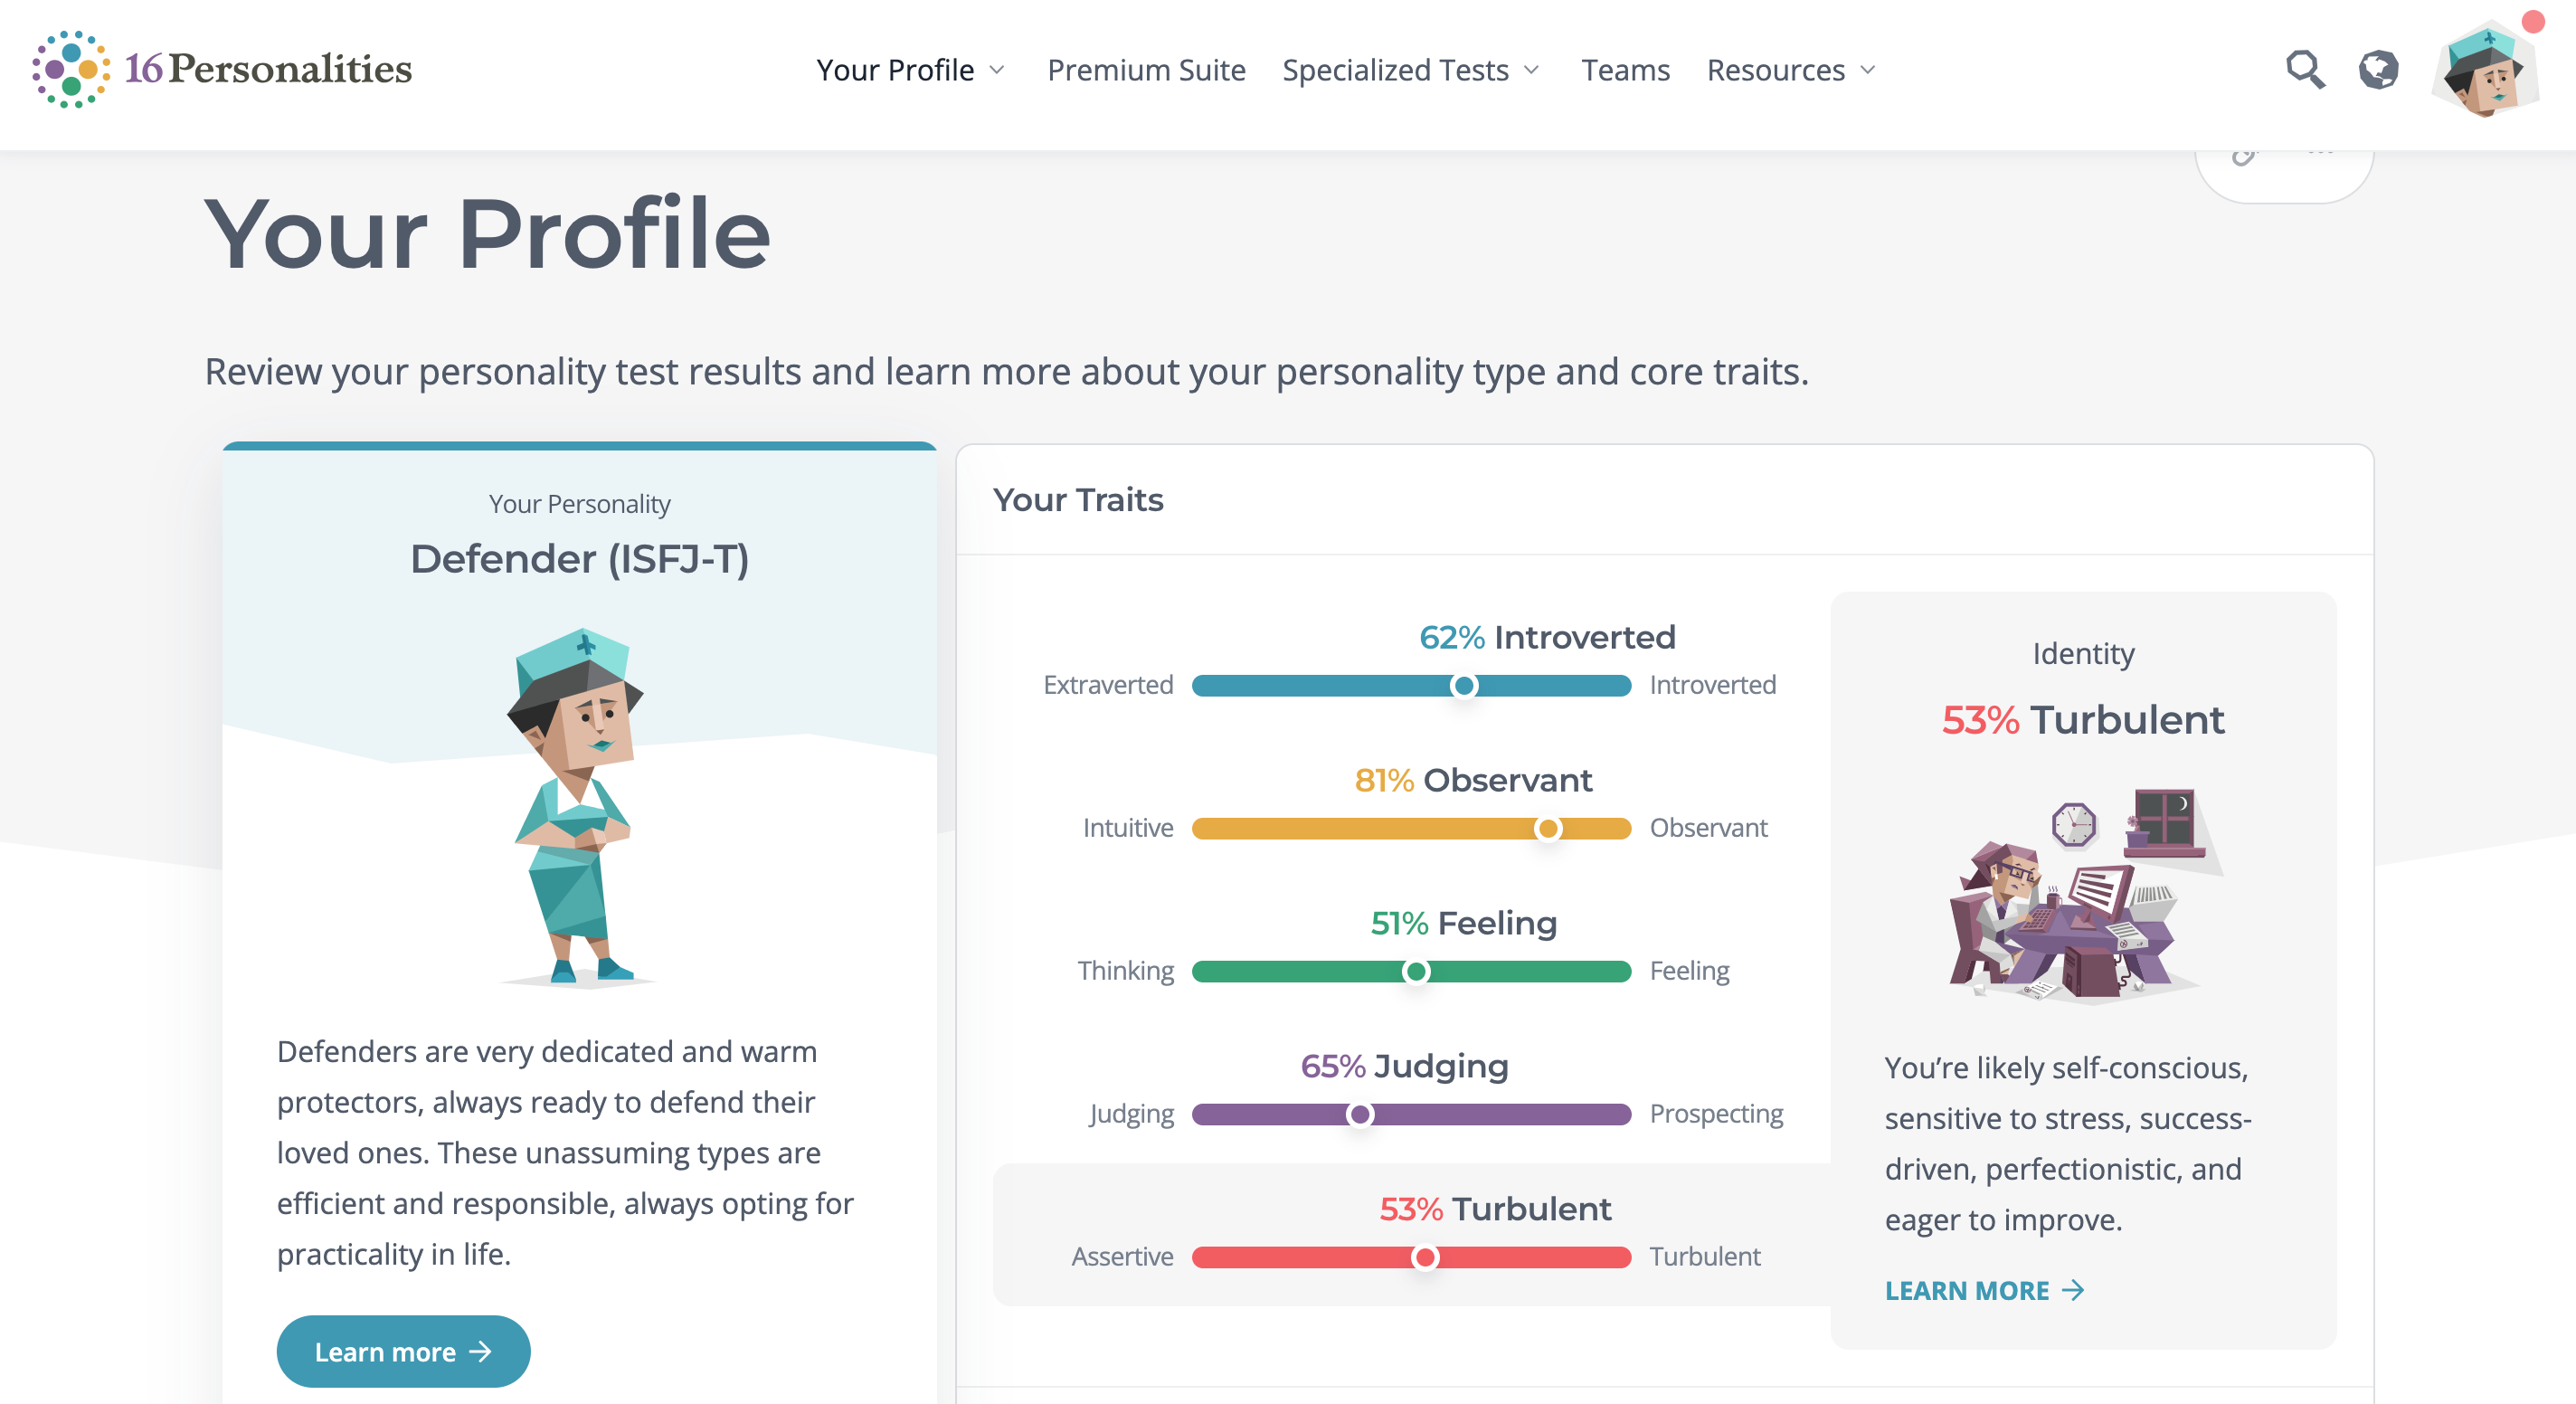 16Personalities
Your Profile
Premium Suite
Specialized Tests
Teams
Resources
Your Profile
Review your personality test results and learn more about your personality type and core traits.
Your Personality
Defender (ISFJ-T)
Defenders are very dedicated and warm
protectors, always ready to defend their
loved ones. These unassuming types are
efficient and responsible, always opting for
practicality in life.
Learn more →
Your Traits
62% Introverted
Extraverted
Introverted
81% Observant
Intuitive
Observant
51% Feeling
Thinking
Feeling
65% Judging
Judging
Prospecting
53% Turbulent
Assertive
Turbulent
Identity
53% Turbulent
You’re likely self-conscious,
sensitive to stress, success-
driven, perfectionistic, and
eager to improve.
LEARN MORE →